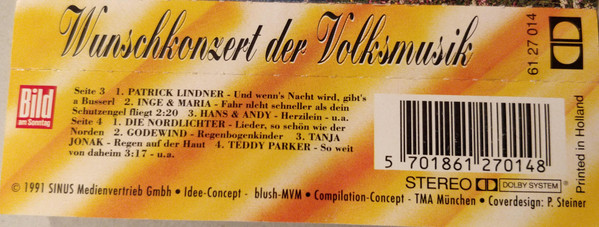 Wunschkonzert der Volksmusik
61 27 014
Bild
am Sonntag
Seite 3 1. PATRICK LINDNER - Und wenn's Nacht wird, gibt's
a Busserl 2. INGE & MARIA - Fahr nicht schneller als dein
Schutzengel fliegt 2:20 3. HANS & ANDY - Herzilein - u.a.
Seite 4 1. DIE NORDLICHTER - Lieder, so schön wie der
Norden 2. GODEWIND - Regenbogenkinder 3. TANJA
JONAK - Regen auf der Haut 4. TEDDY PARKER - So weit
von daheim 3:17 - u.a.
5 701861 270148
STEREO DOLBY SYSTEM ®
Printed in Holland
© 1991 SINUS Medienvertrieb Gmbh • Idee-Concept - blush-MVM • Compilation-Concept - TMA München • Coverdesign: P. Steiner